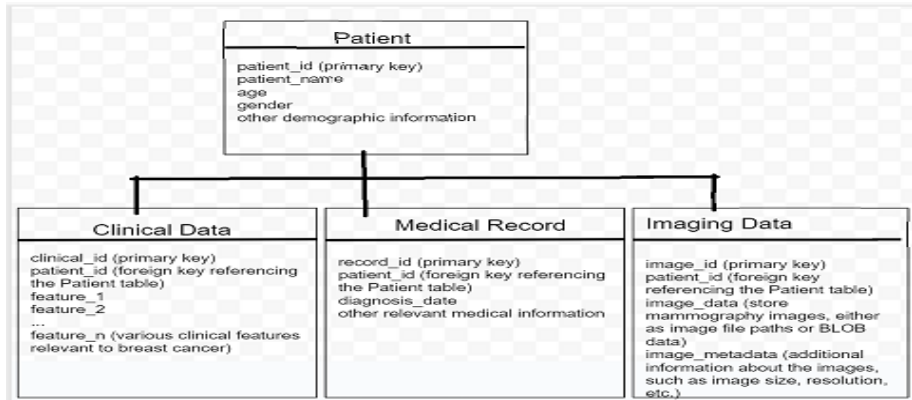 Patient
patient_id (primary key)
patient_name
age
gender
other demographic information
Clinical Data
clinical_id (primary key)
patient_id (foreign key referencing
the Patient table)
feature_1
feature_2
...
feature_n (various clinical features
relevant to breast cancer)
Medical Record
record_id (primary key)
patient_id (foreign key referencing
the Patient table)
diagnosis_date
other relevant medical information
Imaging Data
image_id (primary key)
patient_id (foreign key
referencing the Patient table)
image_data (store
mammography images, either
as image file paths or BLOB
data)
image_metadata (additional
information about the images,
such as image size, resolution,
etc.)